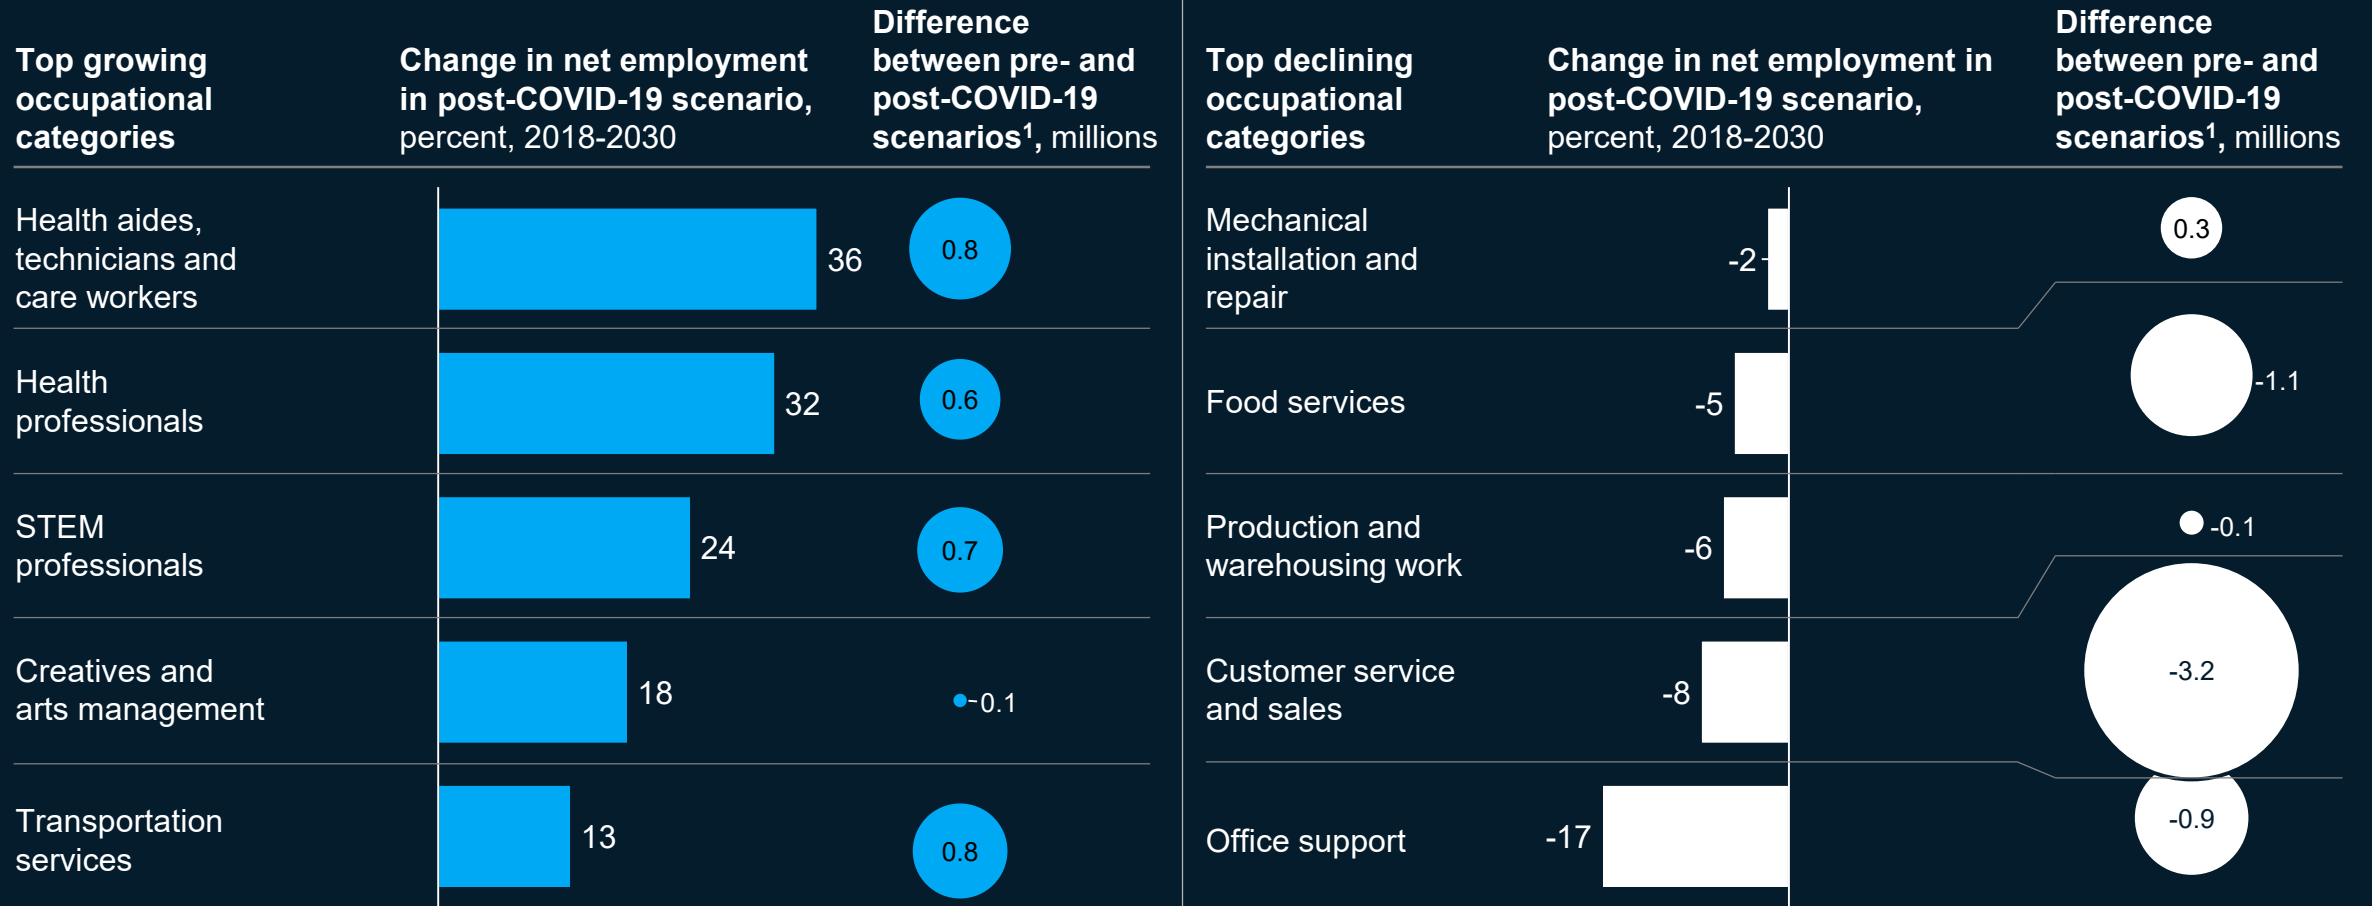 Top growing
occupational
categories
Change in net employment
in post-COVID-19 scenario,
percent, 2018-2030
Difference
between pre- and
post-COVID-19
scenarios¹, millions
Health aides,
technicians and
care workers
36
0.8
Health
professionals
32
0.6
STEM
professionals
24
0.7
Creatives and
arts management
18
0.1
Transportation
services
13
0.8
Top declining
occupational
categories
Change in net employment in
post-COVID-19 scenario,
percent, 2018-2030
Difference
between pre- and
post-COVID-19
scenarios¹, millions
Mechanical
installation and
repair
-2
0.3
Food services
-5
-1.1
Production and
warehousing work
-6
-0.1
Customer service
and sales
-8
-3.2
Office support
-17
-0.9